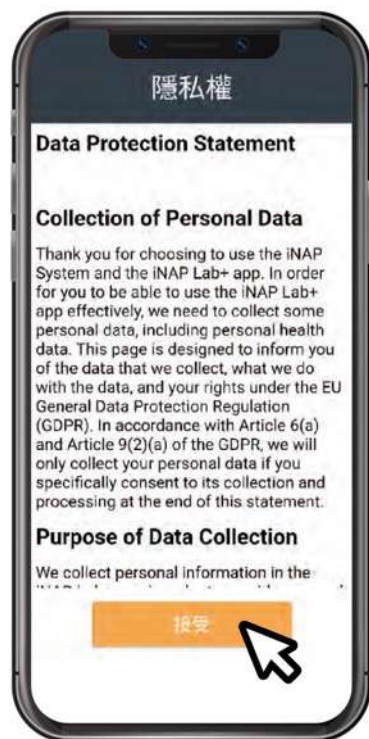 隱私權
Data Protection Statement
Collection of Personal Data
Thank you for choosing to use the iNAP
System and the iNAP Lab+ app. In order
for you to be able to use the iNAP Lab+
app effectively, we need to collect some
personal data, including personal health
data. This page is designed to inform you
of the data that we collect, what we do
with the data, and your rights under the EU
General Data Protection Regulation
(GDPR). In accordance with Article 6(a)
and Article 9(2)(a) of the GDPR, we will
only collect your personal data if you
specifically consent to its collection and
processing at the end of this statement.
Purpose of Data Collection
We collect personal information in the
接受